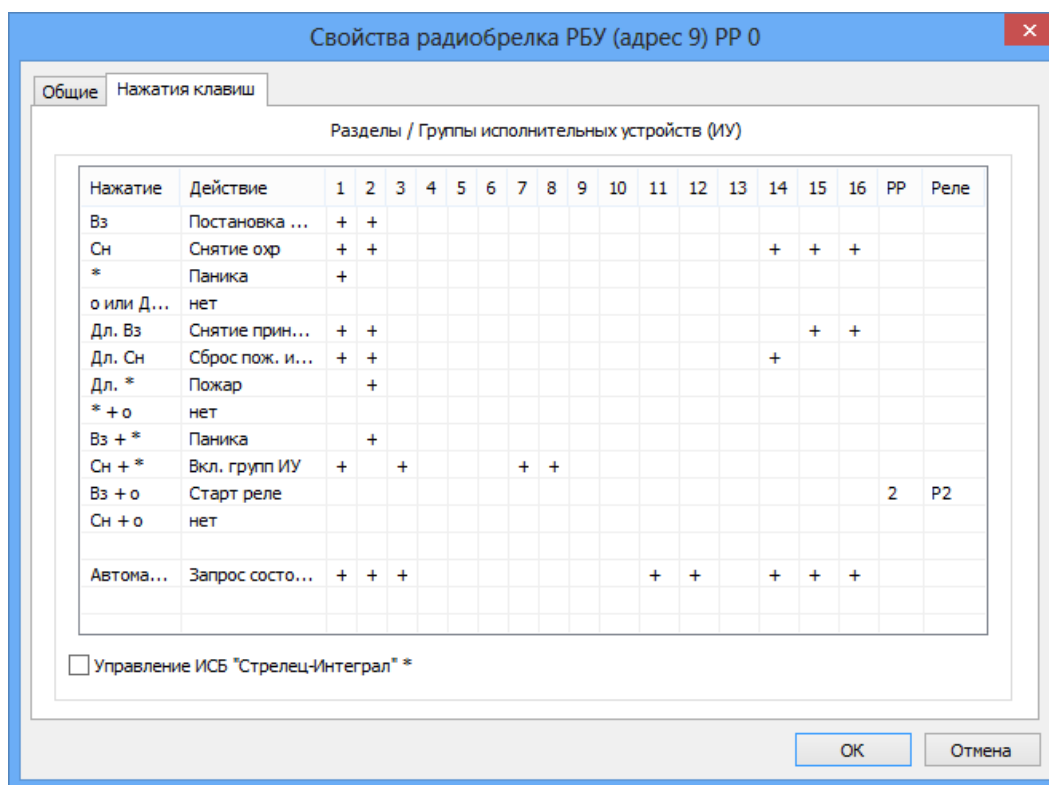 Свойства радиобрелка РБУ (адрес 9) РР 0
Общие Нажатия клавиш
Разделы / Группы исполнительных устройств (ИУ)
Нажатие Действие 1 2 3 4 5 6 7 8 9 10 11 12 13 14 15 16 РР Реле
Вз Постановка ... + +
Сн Снятие охр + + + + +
* Паника +
о или Д... нет
Дл. Вз Снятие прин... + + + +
Дл. Сн Сброс пож. и... + + +
Дл. * Пожар +
* + о нет
Вз + * Паника +
Сн + * Вкл. групп ИУ + + + +
Вз + о Старт реле 2 Р2
Сн + о нет
Автома... Запрос состо... + + + + + + + +
Управление ИСБ "Стрелец-Интеграл" *
ОК Отмена